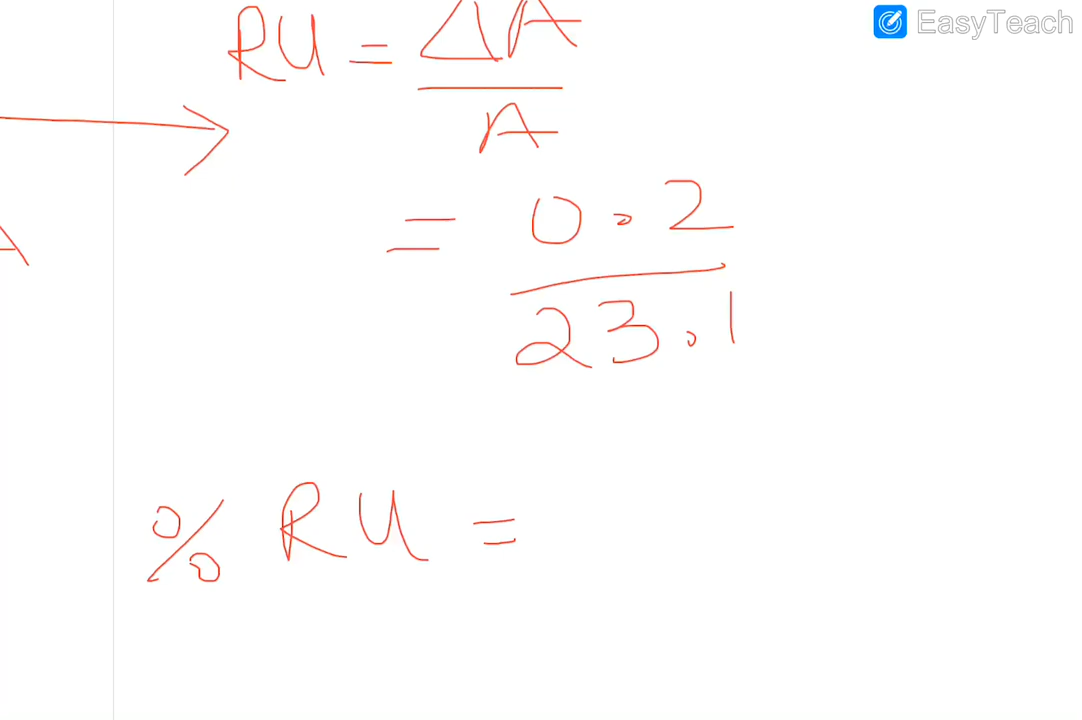 EasyTeach
RU = ΔA
A
= 0.2
23.1
% RU =